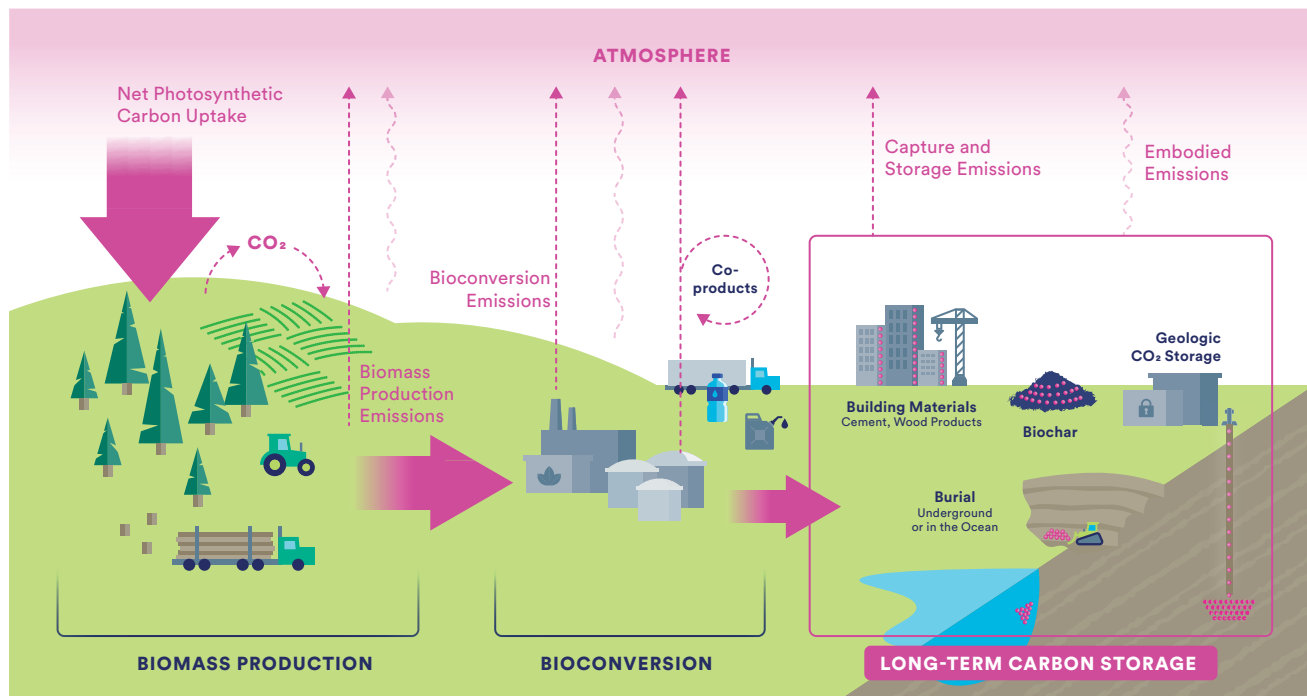 ATMOSPHERE
Net Photosynthetic
Carbon Uptake
Capture and
Storage Emissions
Embodied
Emissions
CO₂
Bioconversion
Emissions
Co-
products
Biomass
Production
Emissions
Geologic
CO₂ Storage
Building Materials
Cement, Wood Products
Biochar
Burial
Underground
or in the Ocean
BIOMASS PRODUCTION
BIOCONVERSION
LONG-TERM CARBON STORAGE